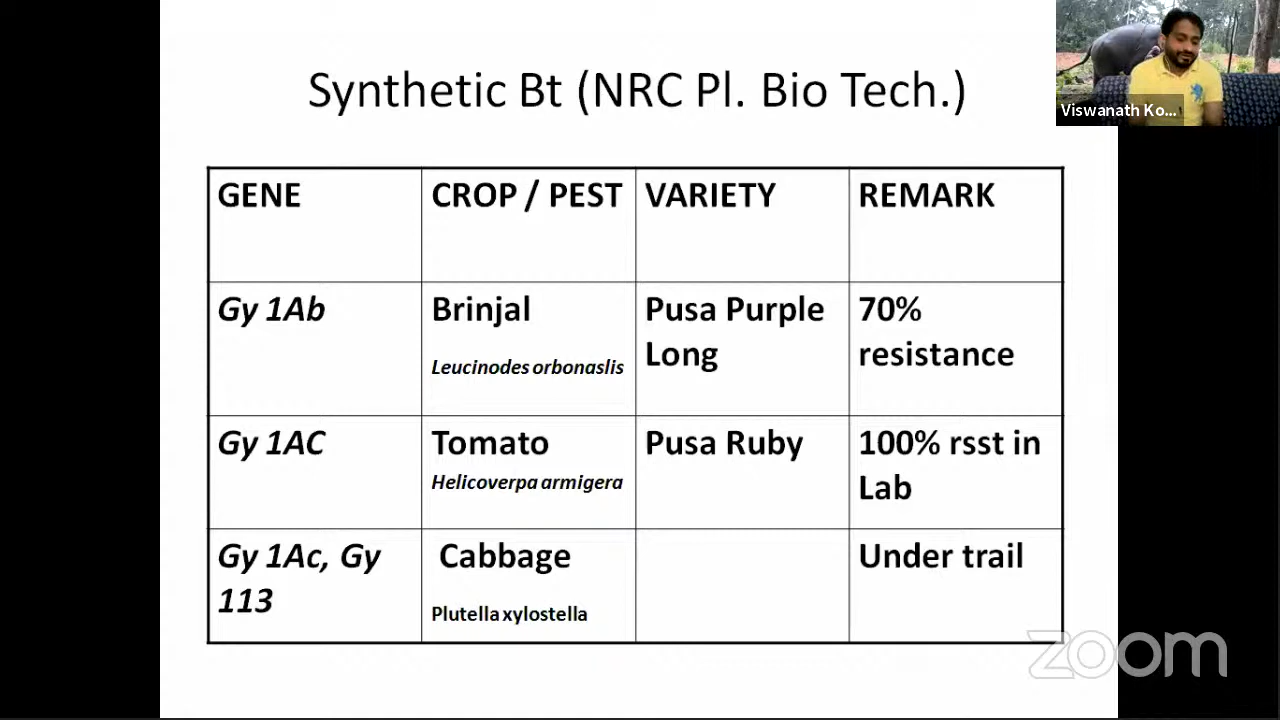 Synthetic Bt (NRC Pl. Bio Tech.)
Viswanath Ko...
GENE
CROP / PEST
VARIETY
REMARK
Gy 1Ab
Brinjal
Leucinodes orbonaslis
Pusa Purple
Long
70%
resistance
Gy 1AC
Tomato
Helicoverpa armigera
Pusa Ruby
100% rsst in
Lab
Gy 1Ac, Gy
113
Cabbage
Plutella xylostella
Under trail
zoom